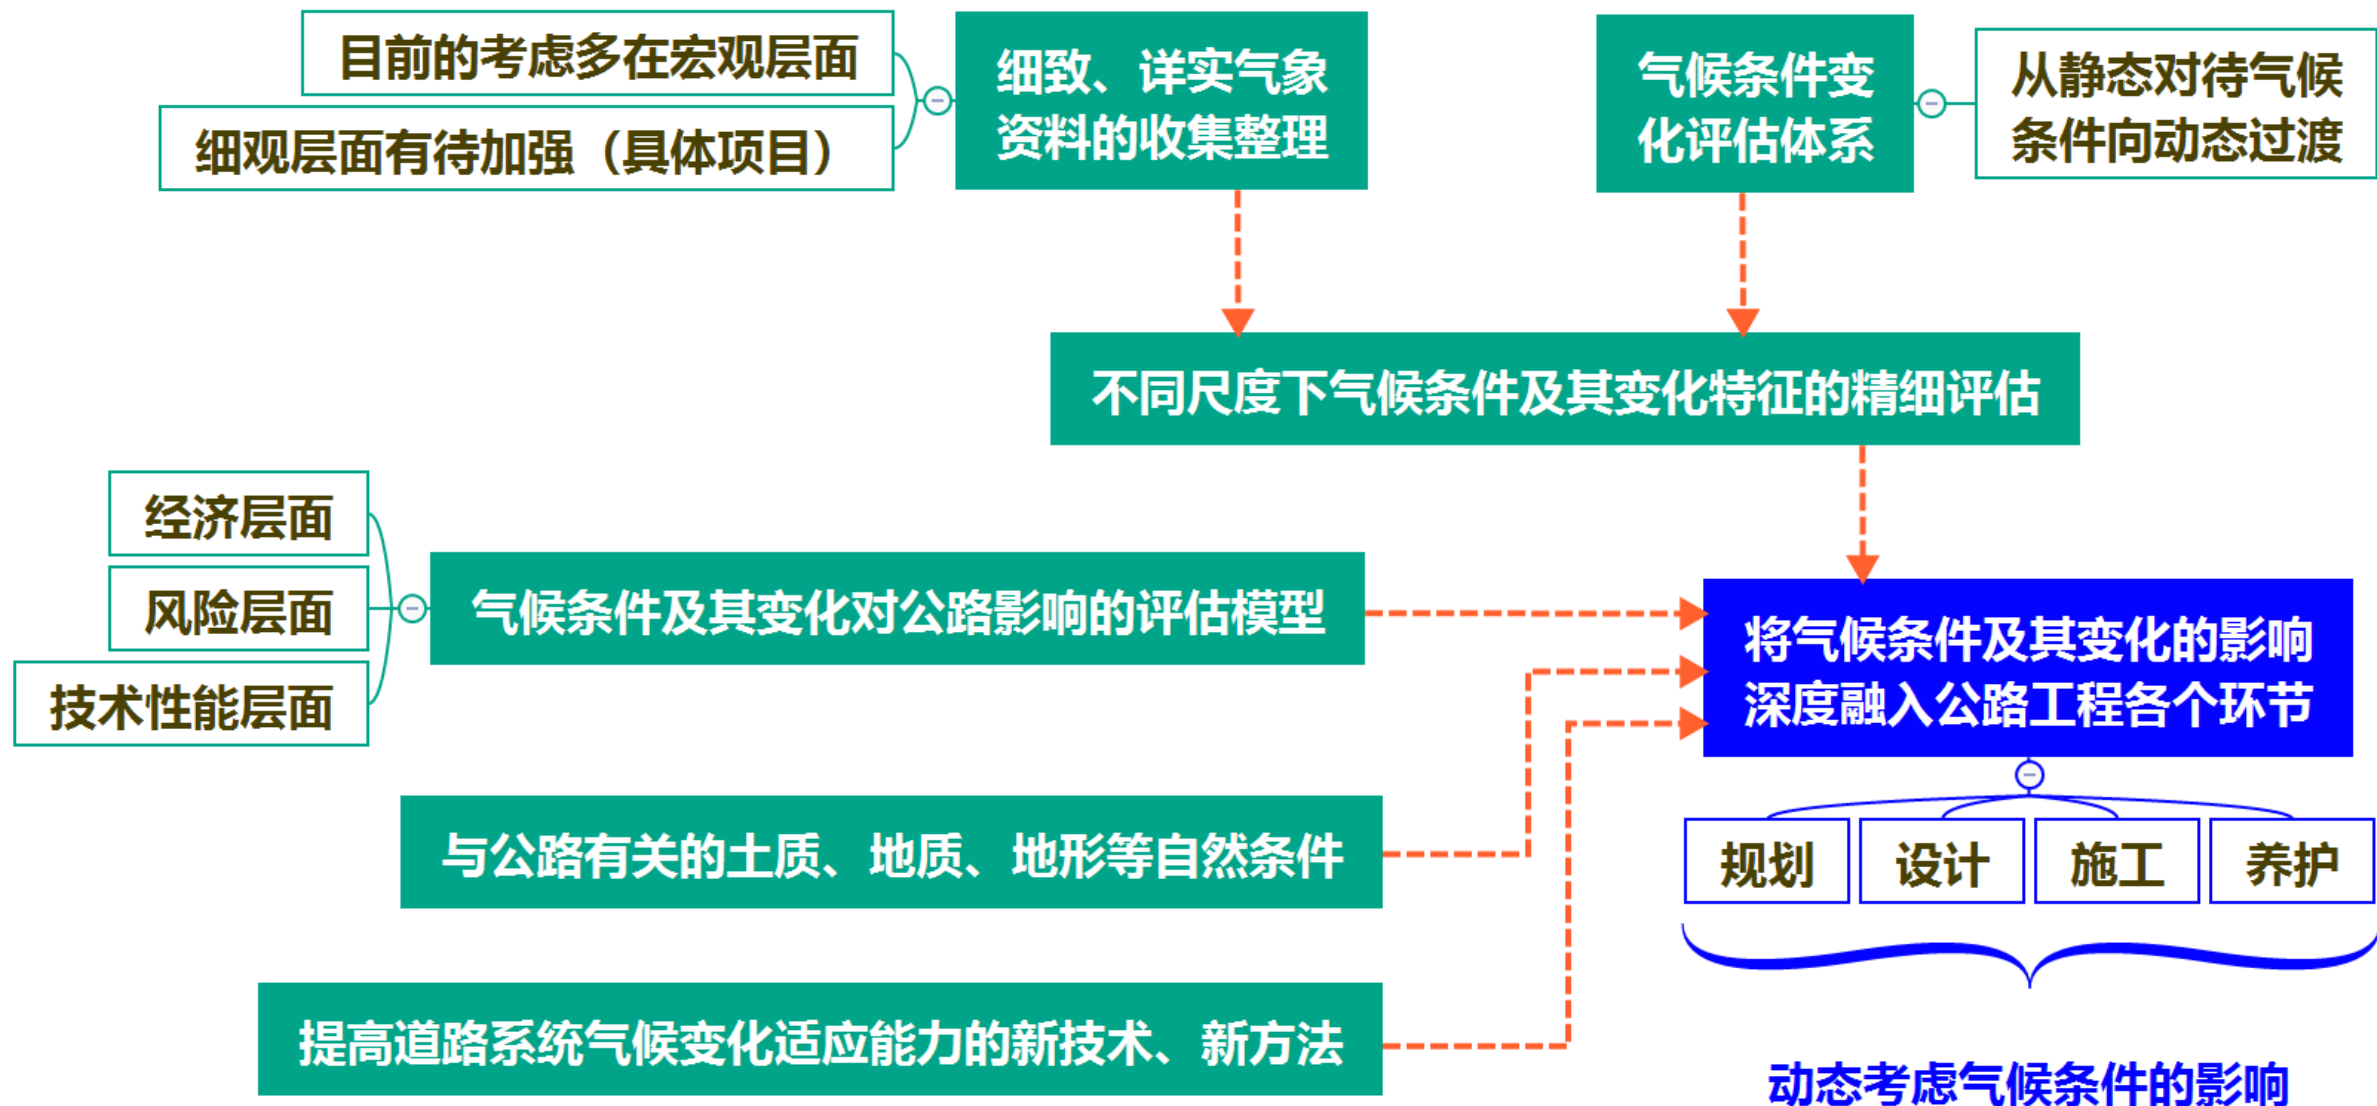 目前的考虑多在宏观层面
细观层面有待加强（具体项目）
细致、详实气象
资料的收集整理
气候条件变
化评估体系
从静态对待气候
条件向动态过渡
不同尺度下气候条件及其变化特征的精细评估
经济层面
风险层面
技术性能层面
气候条件及其变化对公路影响的评估模型
将气候条件及其变化的影响
深度融入公路工程各个环节
与公路有关的土质、地质、地形等自然条件
规划
设计
施工
养护
提高道路系统气候变化适应能力的新技术、新方法
动态考虑气候条件的影响